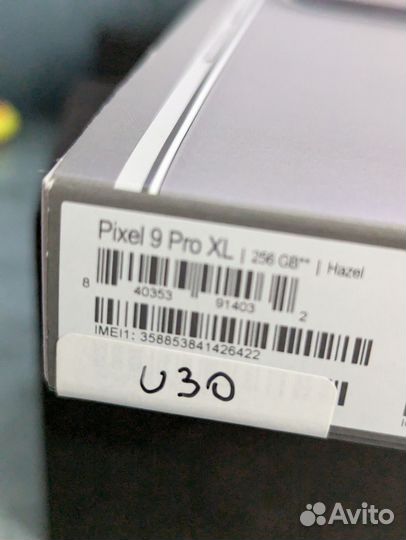 Pixel 9 Pro XL | 256 GB** | Hazel
8 40353 91403 2
IMEI1: 358853841426422
U30
Avito